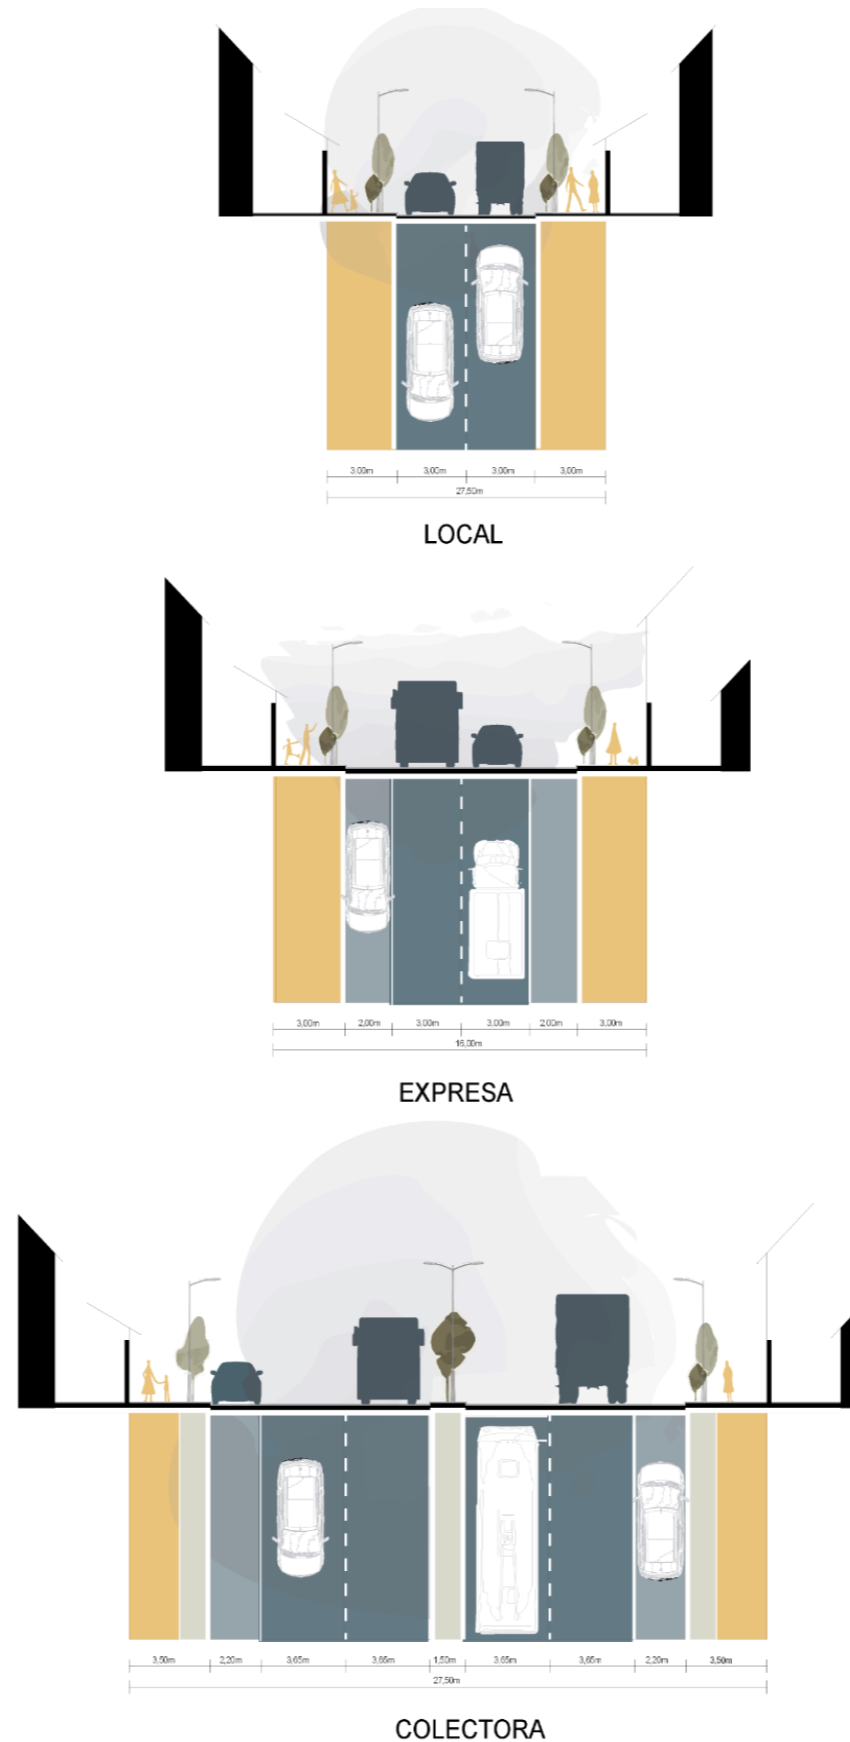 3,00m 3,00m 3,00m 3,00m
27,50m
LOCAL
3,00m 2,00m 3,00m 3,00m 2,00m 3,00m
16,00m
EXPRESA
3,50m 2,20m 3,65m 3,65m 1,50m 3,65m 3,65m 2,20m 3,50m
27,50m
COLECTORA